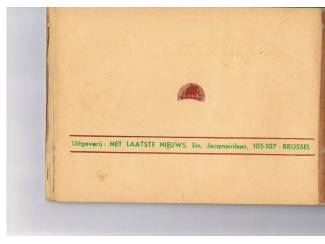 Uitgeverij: HET LAATSTE NIEUWS, Em. Jacqmainlaan, 105-107 - BRUSSEL